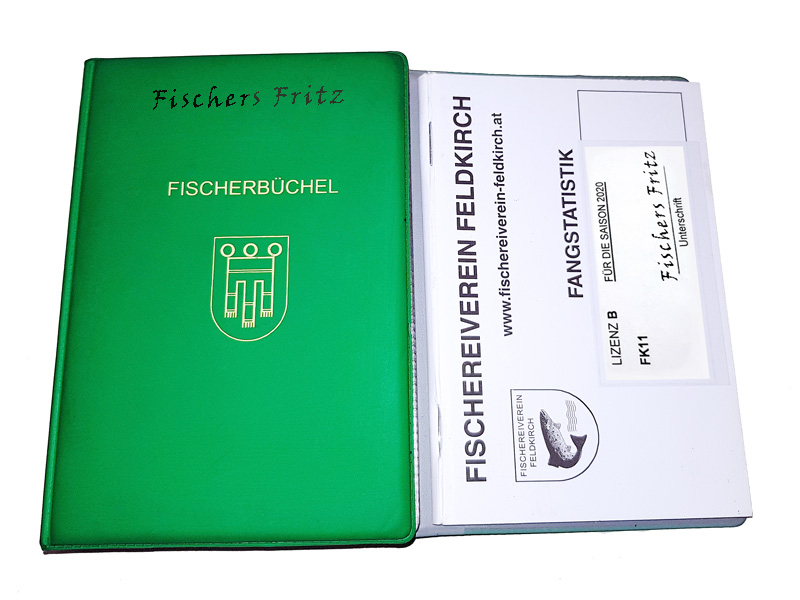 Fischers Fritz
FISCHERBÜCHEL
FISCHEREIVEREIN FELDKIRCH
www.fischereiverein-feldkirch.at
FISCHEREIVEREIN
FELDKIRCH
FANGSTATISTIK
LIZENZ B FÜR DIE SAISON 2020
FK11
Fischers Fritz
Unterschrift